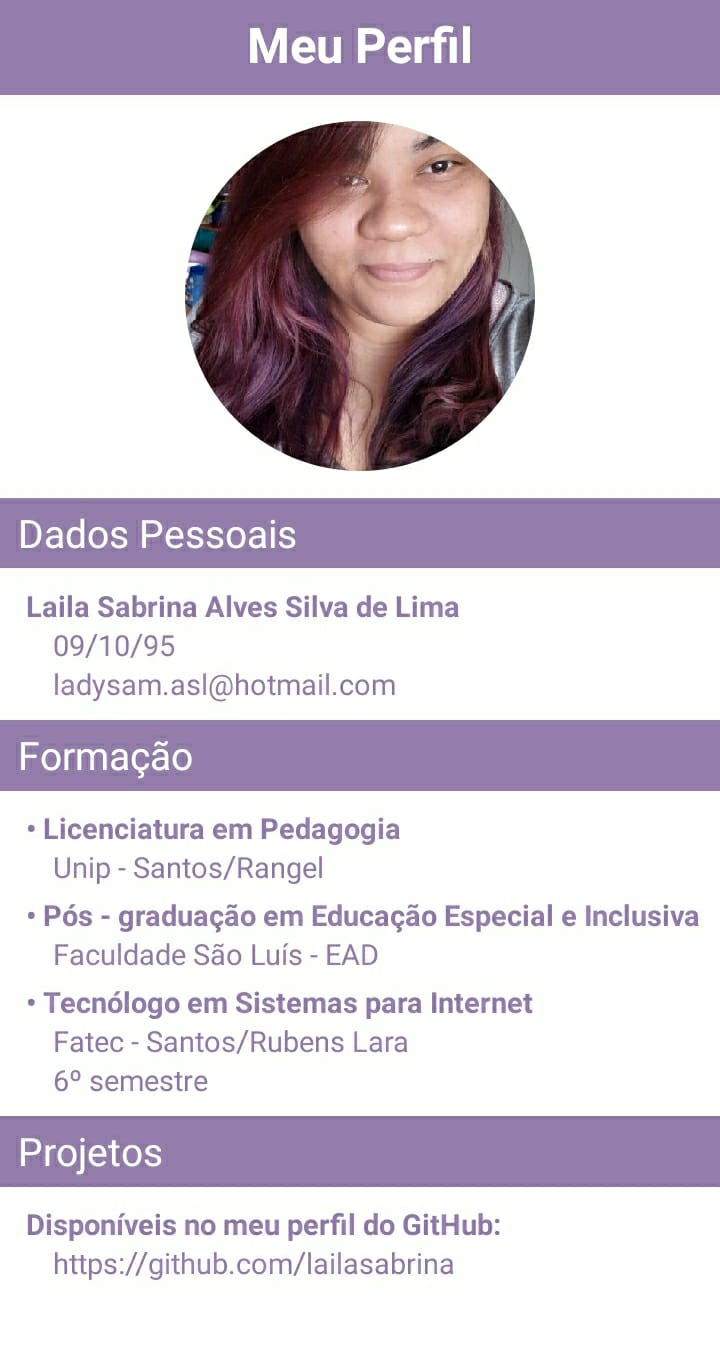 Meu Perfil
Dados Pessoais
Laila Sabrina Alves Silva de Lima
09/10/95
ladysam.asl@hotmail.com
Formação
• Licenciatura em Pedagogia
Unip - Santos/Rangel
• Pós - graduação em Educação Especial e Inclusiva
Faculdade São Luís - EAD
• Tecnólogo em Sistemas para Internet
Fatec - Santos/Rubens Lara
6º semestre
Projetos
Disponíveis no meu perfil do GitHub:
https://github.com/lailasabrina